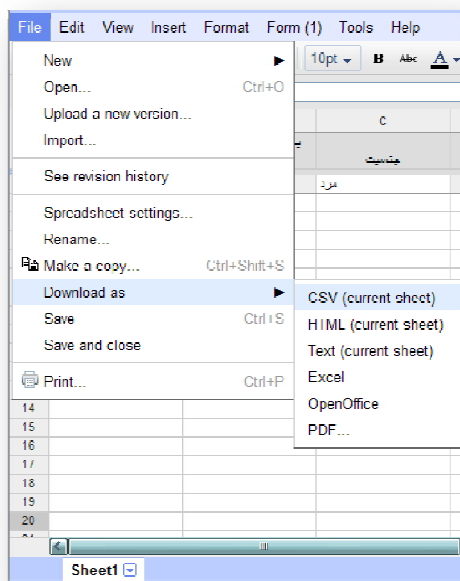 File Edit View Insert Format Form (1) Tools Help
New
10pt B Abc A
Open... Ctrl+O
Upload a new version...
C
Import...
جنسیت
See revision history
مرد
Spreadsheet settings...
Rename...
Make a copy... Ctrl+Shift+S
Download as
CSV (current sheet)
Save Ctrl+S
HTML (current sheet)
Save and close
Text (current sheet)
Print... Ctrl+P
Excel
14
OpenOffice
15
PDF...
16
17
18
19
20
Sheet1